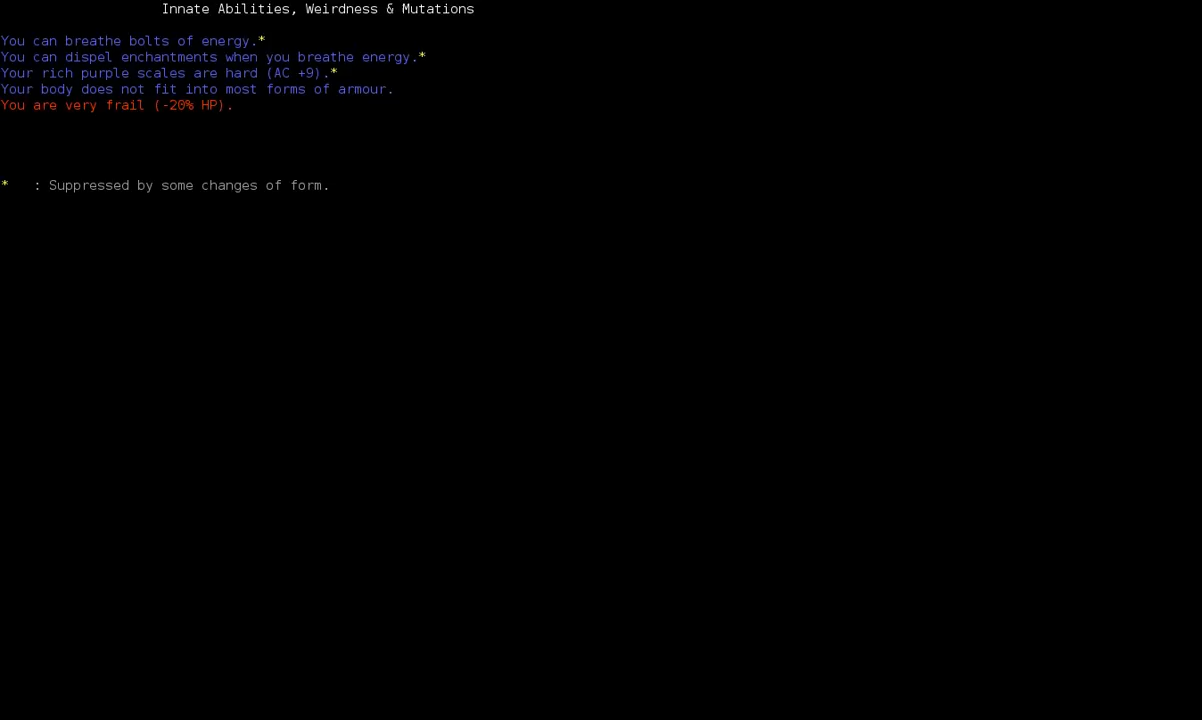 Innate Abilities, Weirdness & Mutations
You can breathe bolts of energy.*
You can dispel enchantments when you breathe energy.*
Your rich purple scales are hard (AC +9).*
Your body does not fit into most forms of armour.
You are very frail (-20% HP).
* : Suppressed by some changes of form.